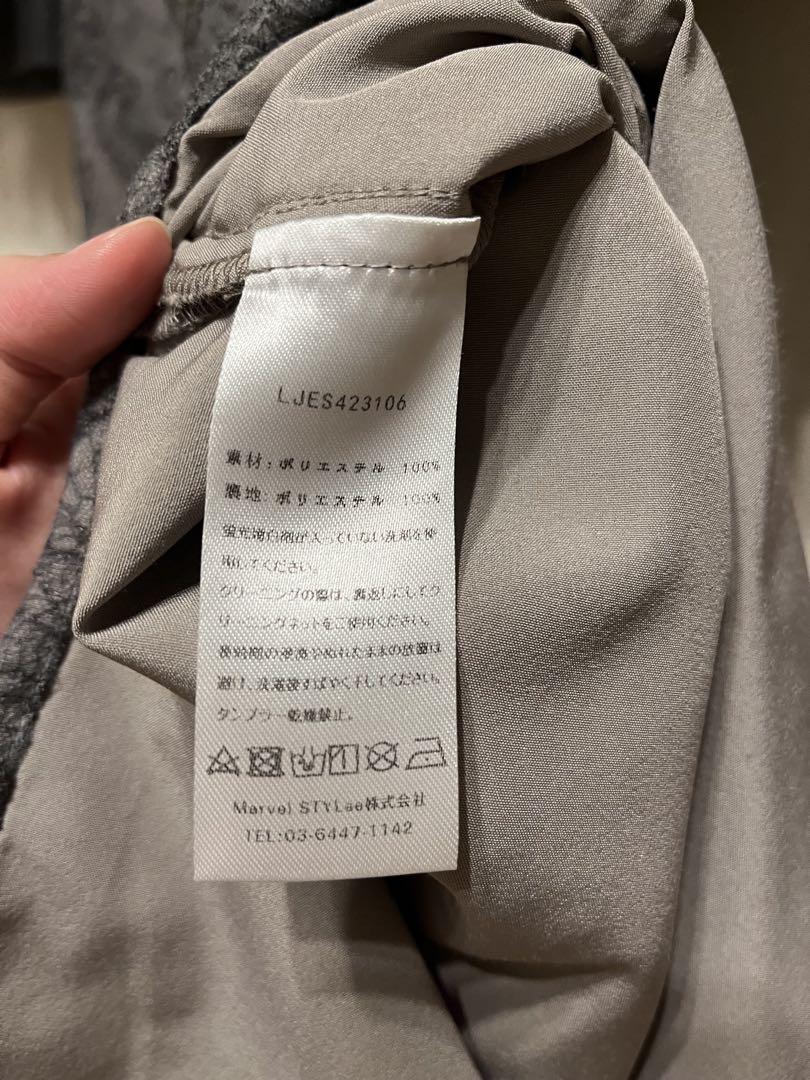 LJES423106
素材：ポリエステル 100%
裏地：ポリエステル 100%
蛍光増白剤が入っていない洗剤を使
用してください。
クリーニングの際は、裏返しにしてク
リーニングネットをご使用ください。
長時間の浸漬やぬれたままの放置は
避け、洗濯後すばやく干してください。
タンブラー乾燥禁止。
Marvel STYLae株式会社
TEL:03-6447-1142